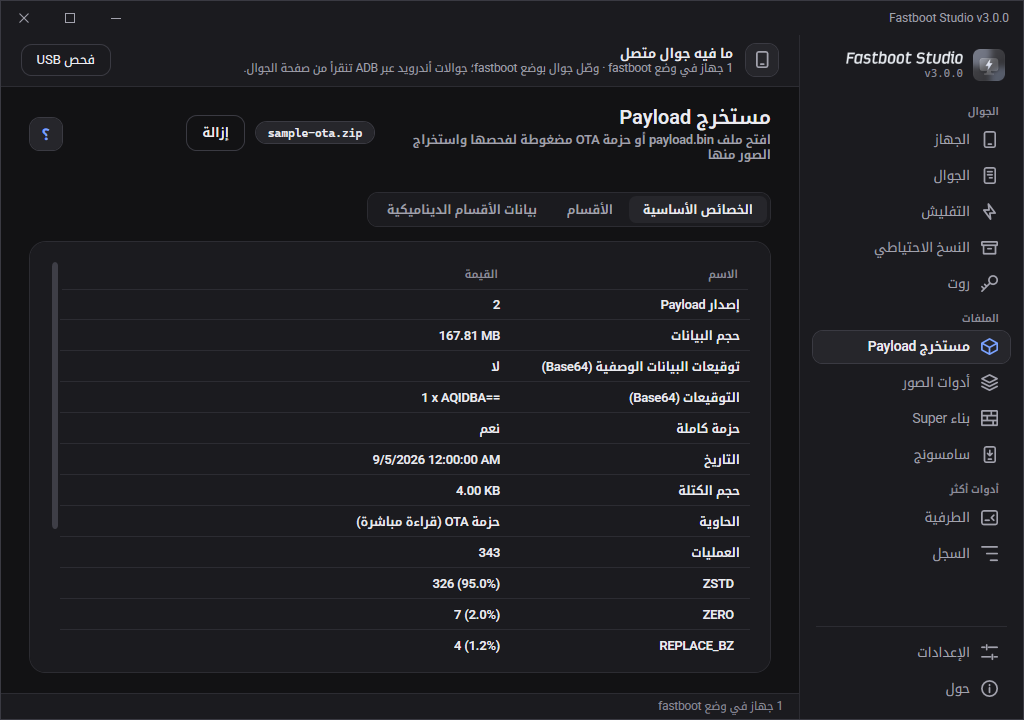 Fastboot Studio v3.0.0
Fastboot Studio
v3.0.0
الجوال
الجهاز
الجوال
التفليش
النسخ الاحتياطي
روت
الملفات
مستخرج Payload
أدوات الصور
بناء Super
سامسونج
أدوات أكثر
الطرفية
السجل
الإعدادات
حول
ما فيه جوال متصل
1 جهاز في وضع fastboot · وصّل جوال بوضع fastboot؛ جوالات أندرويد عبر ADB تنقرأ من صفحة الجوال.
فحص USB
مستخرج Payload
افتح ملف payload.bin أو حزمة OTA مضغوطة لفحصها واستخراج
الصور منها
sample-ota.zip
إزالة
؟
الخصائص الأساسية
الأقسام
بيانات الأقسام الديناميكية
الاسم القيمة
إصدار Payload 2
حجم البيانات 167.81 MB
توقيعات البيانات الوصفية (Base64) لا
التوقيعات (Base64) 1 x AQIDBA==
حزمة كاملة نعم
التاريخ 9/5/2026 12:00:00 AM
حجم الكتلة 4.00 KB
الحاوية حزمة OTA (قراءة مباشرة)
العمليات 343
ZSTD 326 (95.0%)
ZERO 7 (2.0%)
REPLACE_BZ 4 (1.2%)
1 جهاز في وضع fastboot